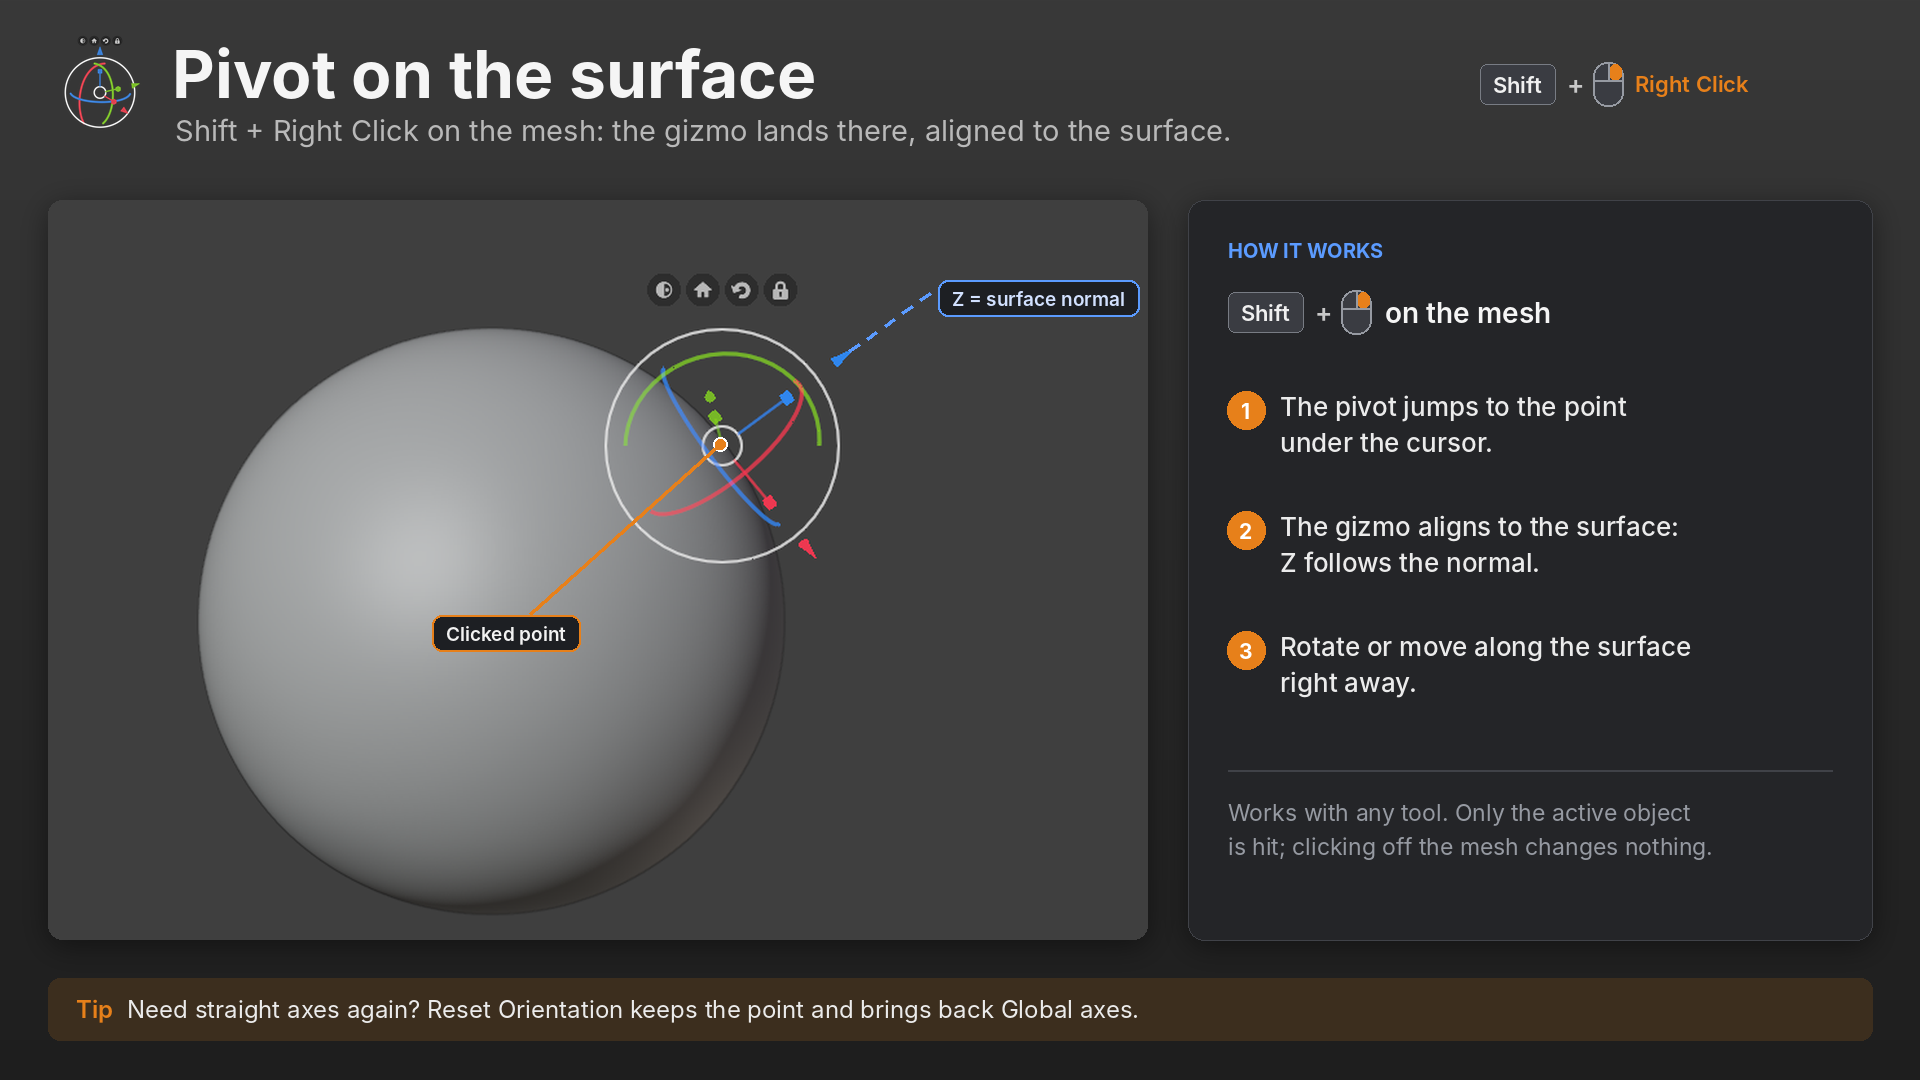 Pivot on the surface
Shift + Right Click on the mesh: the gizmo lands there, aligned to the surface.
Shift + Right Click
Z = surface normal
Clicked point
HOW IT WORKS
Shift + on the mesh
1 The pivot jumps to the point
under the cursor.
2 The gizmo aligns to the surface:
Z follows the normal.
3 Rotate or move along the surface
right away.
Works with any tool. Only the active object
is hit; clicking off the mesh changes nothing.
Tip Need straight axes again? Reset Orientation keeps the point and brings back Global axes.